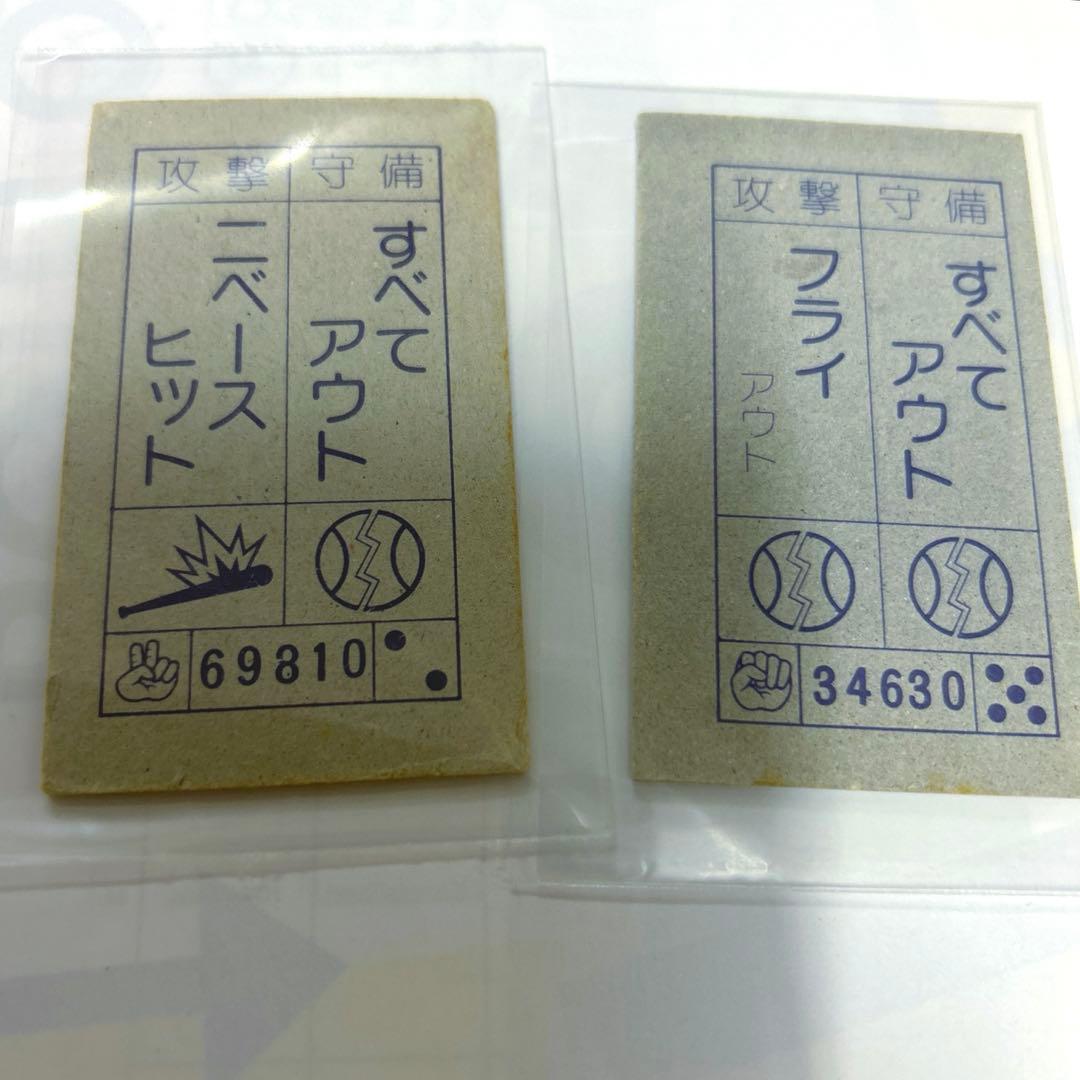 攻撃 守備
すべて
アウト
二ベース
ヒット
69810
攻撃 守備
すべて
アウト
フライ
アウト
34630